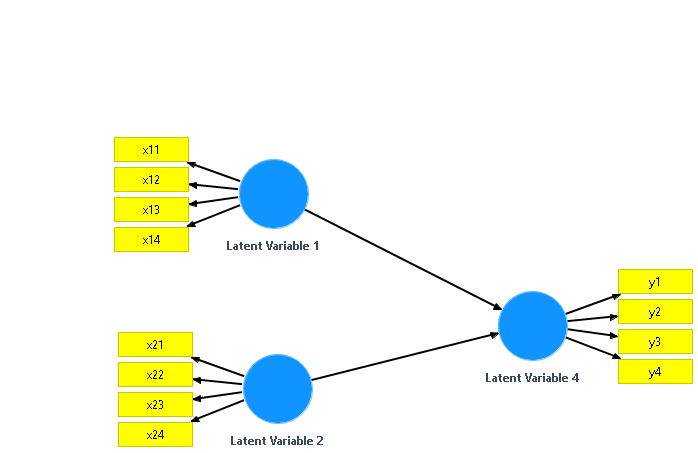 x11
x12
x13
x14
Latent Variable 1
y1
y2
y3
y4
Latent Variable 4
x21
x22
x23
x24
Latent Variable 2